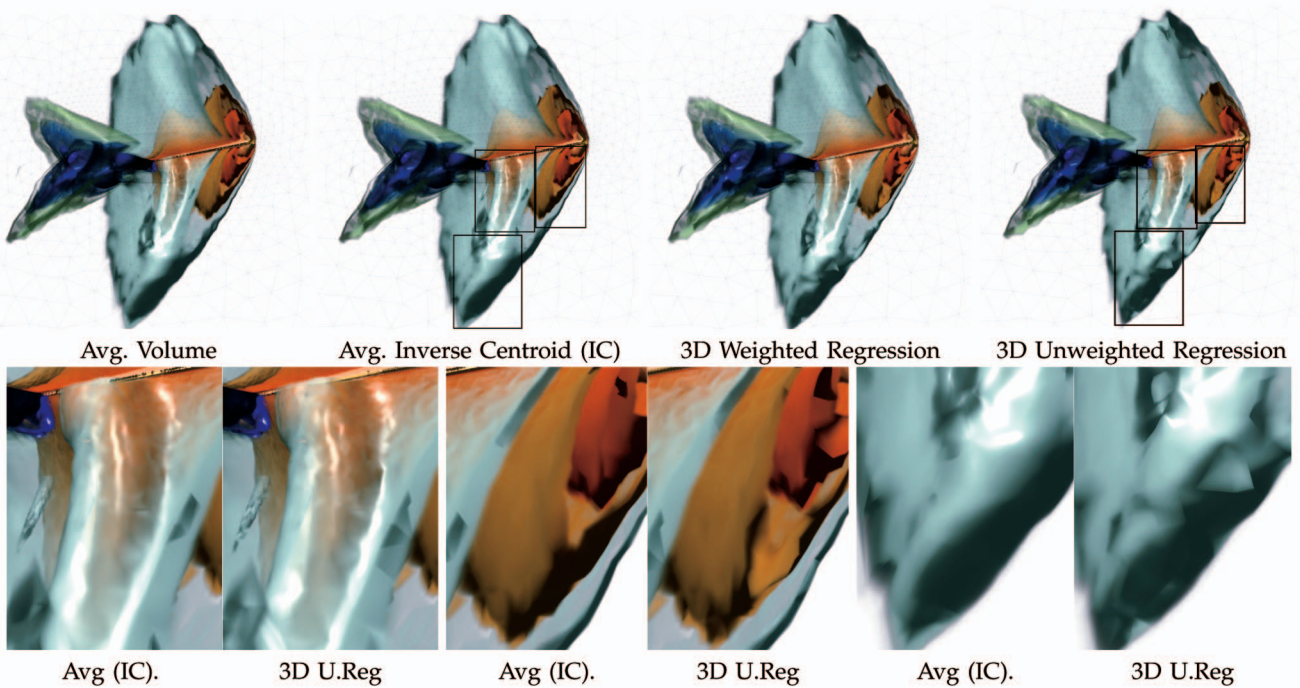 Avg. Volume
Avg. Inverse Centroid (IC)
3D Weighted Regression
3D Unweighted Regression
Avg (IC).
3D U.Reg
Avg (IC).
3D U.Reg
Avg (IC).
3D U.Reg